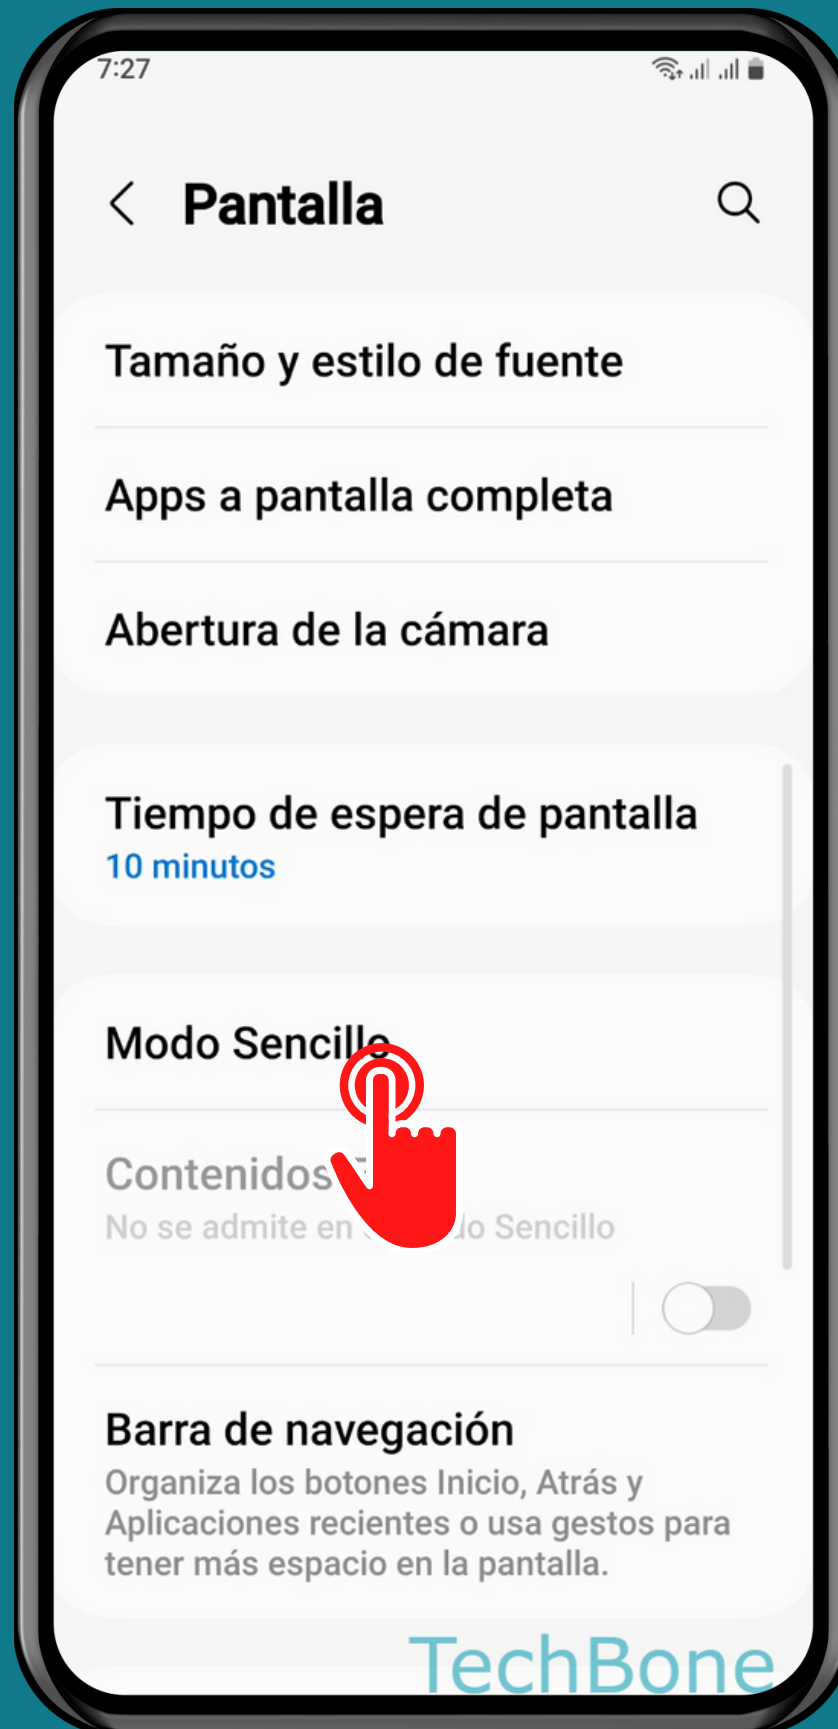 7:27
Pantalla
Tamaño y estilo de fuente
Apps a pantalla completa
Abertura de la cámara
Tiempo de espera de pantalla
10 minutos
Modo Sencillo
Contenidos
No se admite en Sencillo
Barra de navegación
Organiza los botones Inicio, Atrás y
Aplicaciones recientes o usa gestos para
tener más espacio en la pantalla.
TechBone